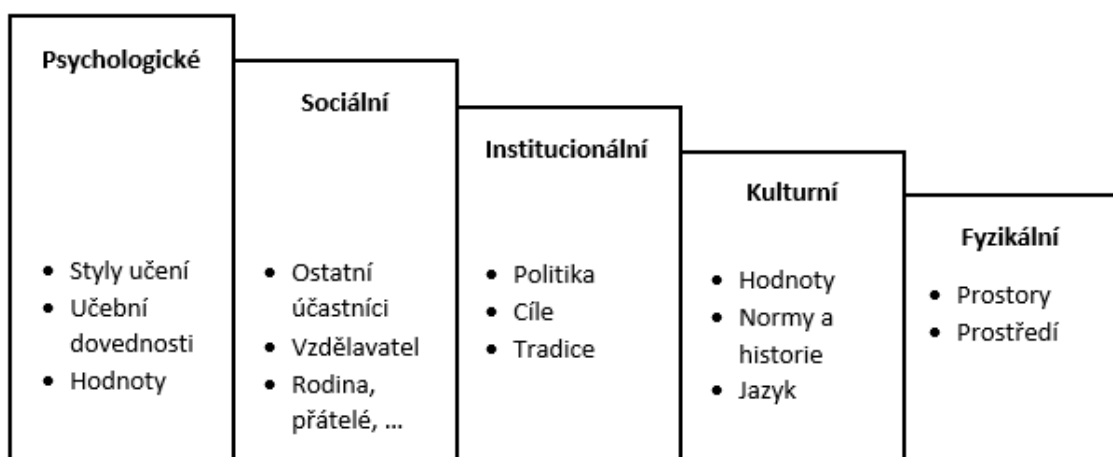 Psychologické
• Styly učení
• Učební
dovednosti
• Hodnoty
Sociální
• Ostatní
účastníci
• Vzdělavatel
• Rodina,
přátelé, ...
Institucionální
• Politika
• Cíle
• Tradice
Kulturní
• Hodnoty
• Normy a
historie
• Jazyk
Fyzikální
• Prostory
• Prostředí